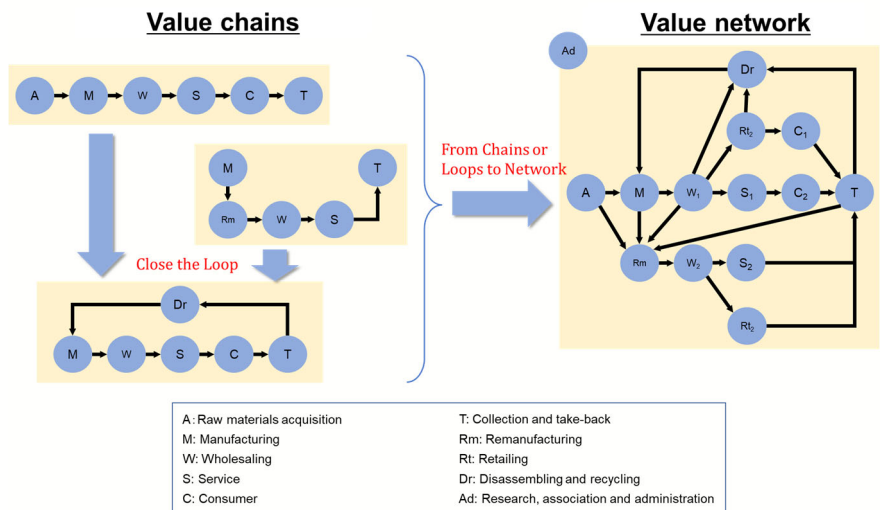 Value chains
Value network
A
M
W
S
C
T
M
T
Rm
W
S
Close the Loop
Dr
M
W
S
C
T
From Chains or
Loops to Network
Ad
Dr
Rt2
C1
A
M
W1
S1
C2
T
Rm
W2
S2
Rt2
A: Raw materials acquisition
M: Manufacturing
W: Wholesaling
S: Service
C: Consumer
T: Collection and take-back
Rm: Remanufacturing
Rt: Retailing
Dr: Disassembling and recycling
Ad: Research, association and administration